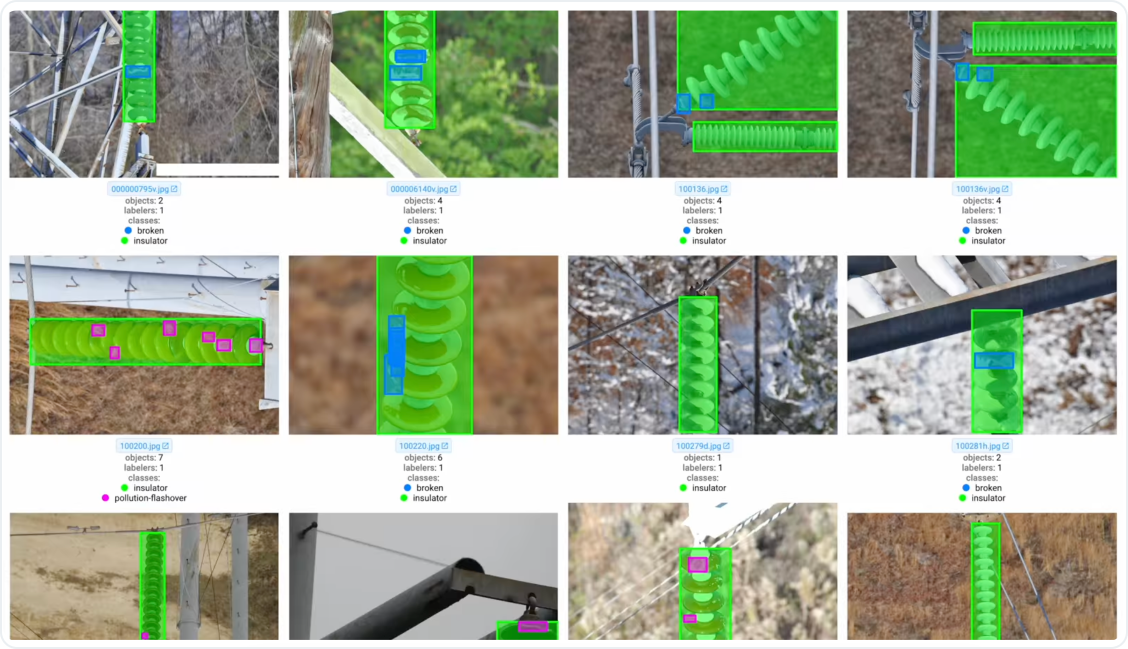 000000795v.jpg
objects: 2
labelers: 1
classes:
broken
insulator
000006140v.jpg
objects: 4
labelers: 1
classes:
broken
insulator
100136.jpg
objects: 4
labelers: 1
classes:
broken
insulator
100136v.jpg
objects: 4
labelers: 1
classes:
broken
insulator
100200.jpg
objects: 7
labelers: 1
classes:
insulator
pollution-flashover
100220.jpg
objects: 6
labelers: 1
classes:
broken
insulator
100279d.jpg
objects: 1
labelers: 1
classes:
insulator
100281h.jpg
objects: 2
labelers: 1
classes:
broken
insulator